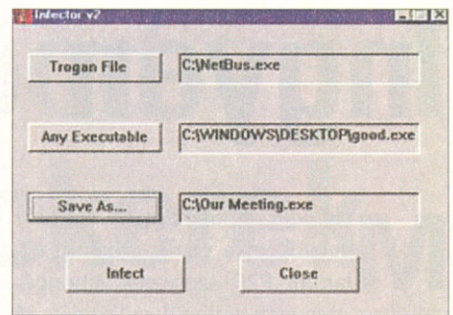 Infector v2
Trogan File C:\NetBus.exe
Any Executable C:\WINDOWS\DESKTOP\good.exe
Save As... C:\Our Meeting.exe
Infect Close